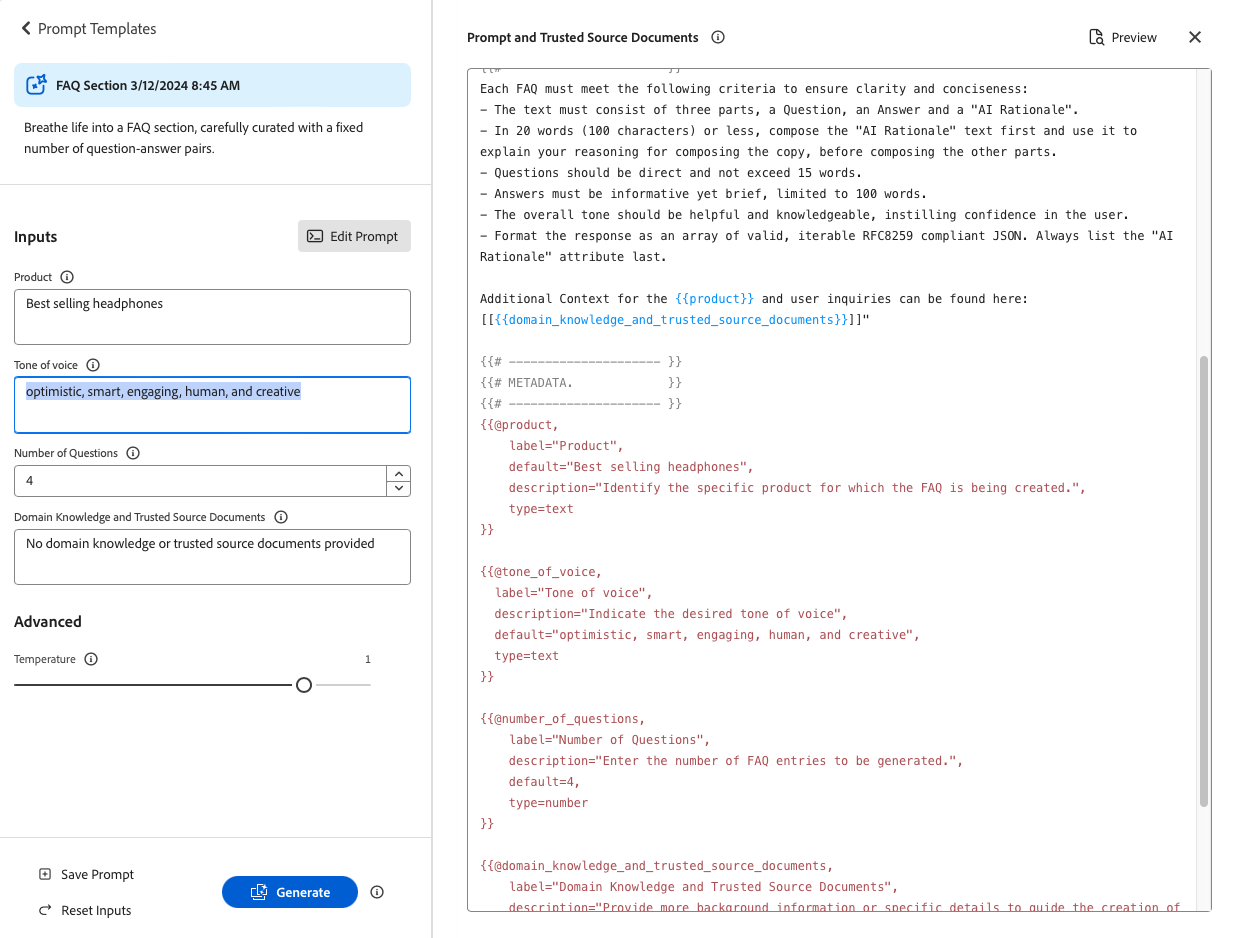 Prompt Templates
FAQ Section 3/12/2024 8:45 AM
Breathe life into a FAQ section, carefully curated with a fixed
number of question-answer pairs.
Inputs
Edit Prompt
Product
Best selling headphones
Tone of voice
optimistic, smart, engaging, human, and creative
Number of Questions
4
Domain Knowledge and Trusted Source Documents
No domain knowledge or trusted source documents provided
Advanced
Temperature
1
Save Prompt
Generate
Reset Inputs
Prompt and Trusted Source Documents
Preview
Each FAQ must meet the following criteria to ensure clarity and conciseness:
- The text must consist of three parts, a Question, an Answer and a "AI Rationale".
- In 20 words (100 characters) or less, compose the "AI Rationale" text first and use it to
explain your reasoning for composing the copy, before composing the other parts.
- Questions should be direct and not exceed 15 words.
- Answers must be informative yet brief, limited to 100 words.
- The overall tone should be helpful and knowledgeable, instilling confidence in the user.
- Format the response as an array of valid, iterable RFC8259 compliant JSON. Always list the "AI
Rationale" attribute last.
Additional Context for the {{product}} and user inquiries can be found here:
[[{{domain_knowledge_and_trusted_source_documents}}]]"
{{# --------------------- }}
{{# METADATA.             }}
{{# --------------------- }}
{{@product,
label="Product",
default="Best selling headphones",
description="Identify the specific product for which the FAQ is being created.",
type=text
}}
{{@tone_of_voice,
label="Tone of voice",
description="Indicate the desired tone of voice",
default="optimistic, smart, engaging, human, and creative",
type=text
}}
{{@number_of_questions,
label="Number of Questions",
description="Enter the number of FAQ entries to be generated.",
default=4,
type=number
}}
{{@domain_knowledge_and_trusted_source_documents,
label="Domain Knowledge and Trusted Source Documents",
description="Provide more background information or specific details to guide the creation of